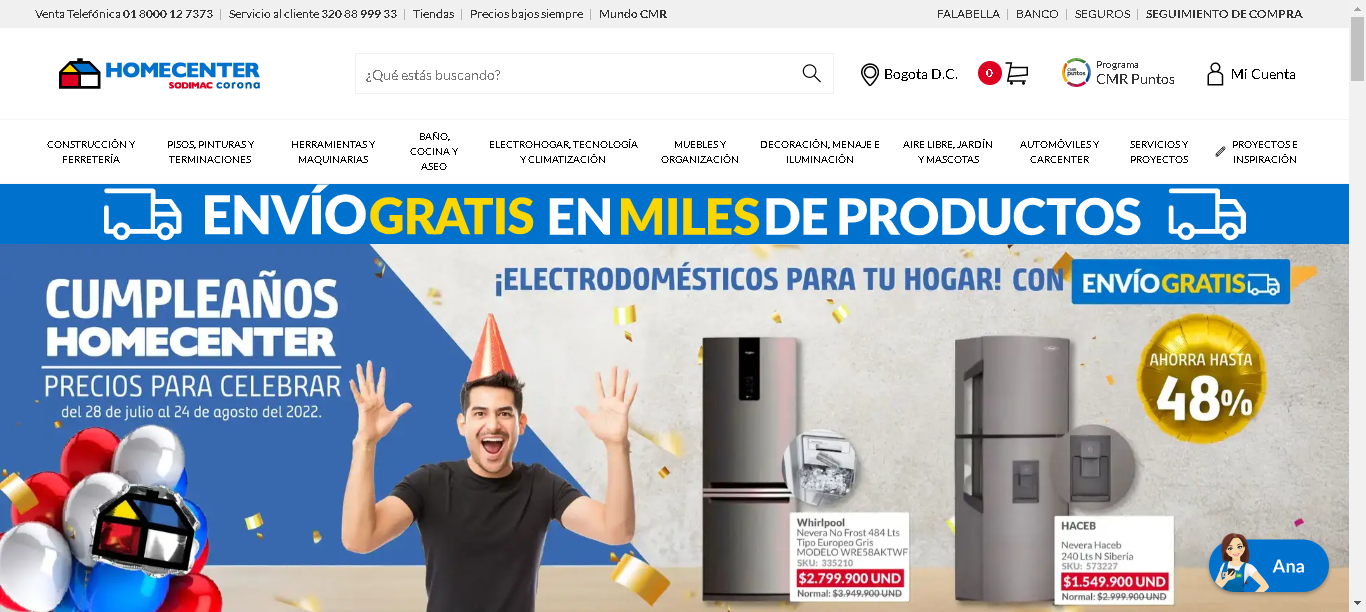 Venta Telefónica 01 8000 12 7373 | Servicio al cliente 320 88 999 33 | Tiendas | Precios bajos siempre | Mundo CMR
FALABELLA | BANCO | SEGUROS | SEGUIMIENTO DE COMPRA
HOMECENTER
SODIMAC corona
¿Qué estás buscando?
Bogota D.C.
0
CMR puntos
Programa
CMR Puntos
Mi Cuenta
CONSTRUCCIÓN Y
FERRETERÍA
PISOS, PINTURAS Y
TERMINACIONES
HERRAMIENTAS Y
MAQUINARIAS
BAÑO,
COCINA Y
ASEO
ELECTROHOGAR, TECNOLOGÍA
Y CLIMATIZACIÓN
MUEBLES Y
ORGANIZACIÓN
DECORACIÓN, MENAJE E
ILUMINACIÓN
AIRE LIBRE, JARDÍN
Y MASCOTAS
AUTOMÓVILES Y
CARCENTER
SERVICIOS Y
PROYECTOS
PROYECTOS E
INSPIRACIÓN
ENVÍO GRATIS EN MILES DE PRODUCTOS
CUMPLEAÑOS
HOMECENTER
PRECIOS PARA CELEBRAR
del 28 de julio al 24 de agosto del 2022.
¡ELECTRODOMÉSTICOS PARA TU HOGAR! CON ENVÍO GRATIS
AHORRA HASTA
48%
Whirlpool
Nevera No Frost 484 Lts
Tipo Europeo Gris
MODELO WRE58AKTWF
SKU: 335210
$2.799.900 UND
Normal: $3.949.900 UND
HACEB
Nevera Haceb
240 Lts N Siberia
SKU: 573227
$1.549.900 UND
Normal: $2.999.900 UND
Ana